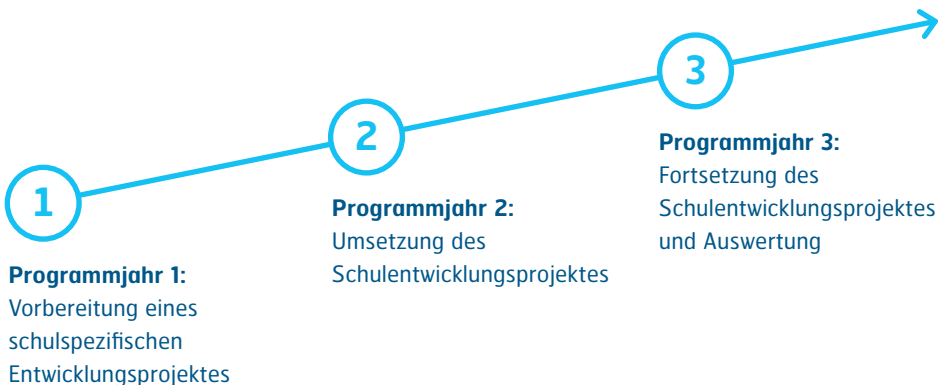 1
Programmjahr 1:
Vorbereitung eines
schulspezifischen
Entwicklungsprojektes
2
Programmjahr 2:
Umsetzung des
Schulentwicklungsprojektes
3
Programmjahr 3:
Fortsetzung des
Schulentwicklungsprojektes
und Auswertung